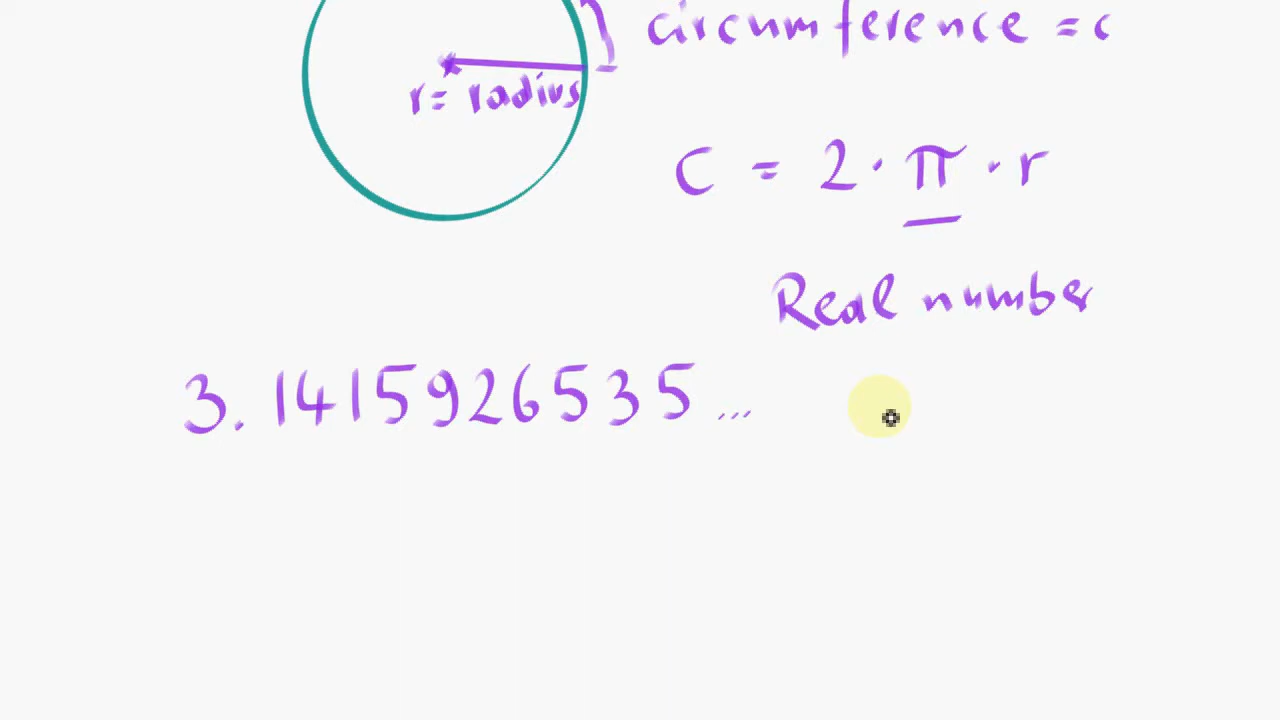 circumference = c
r = radius
C = 2 · π · r
Real number
3.1415926535...